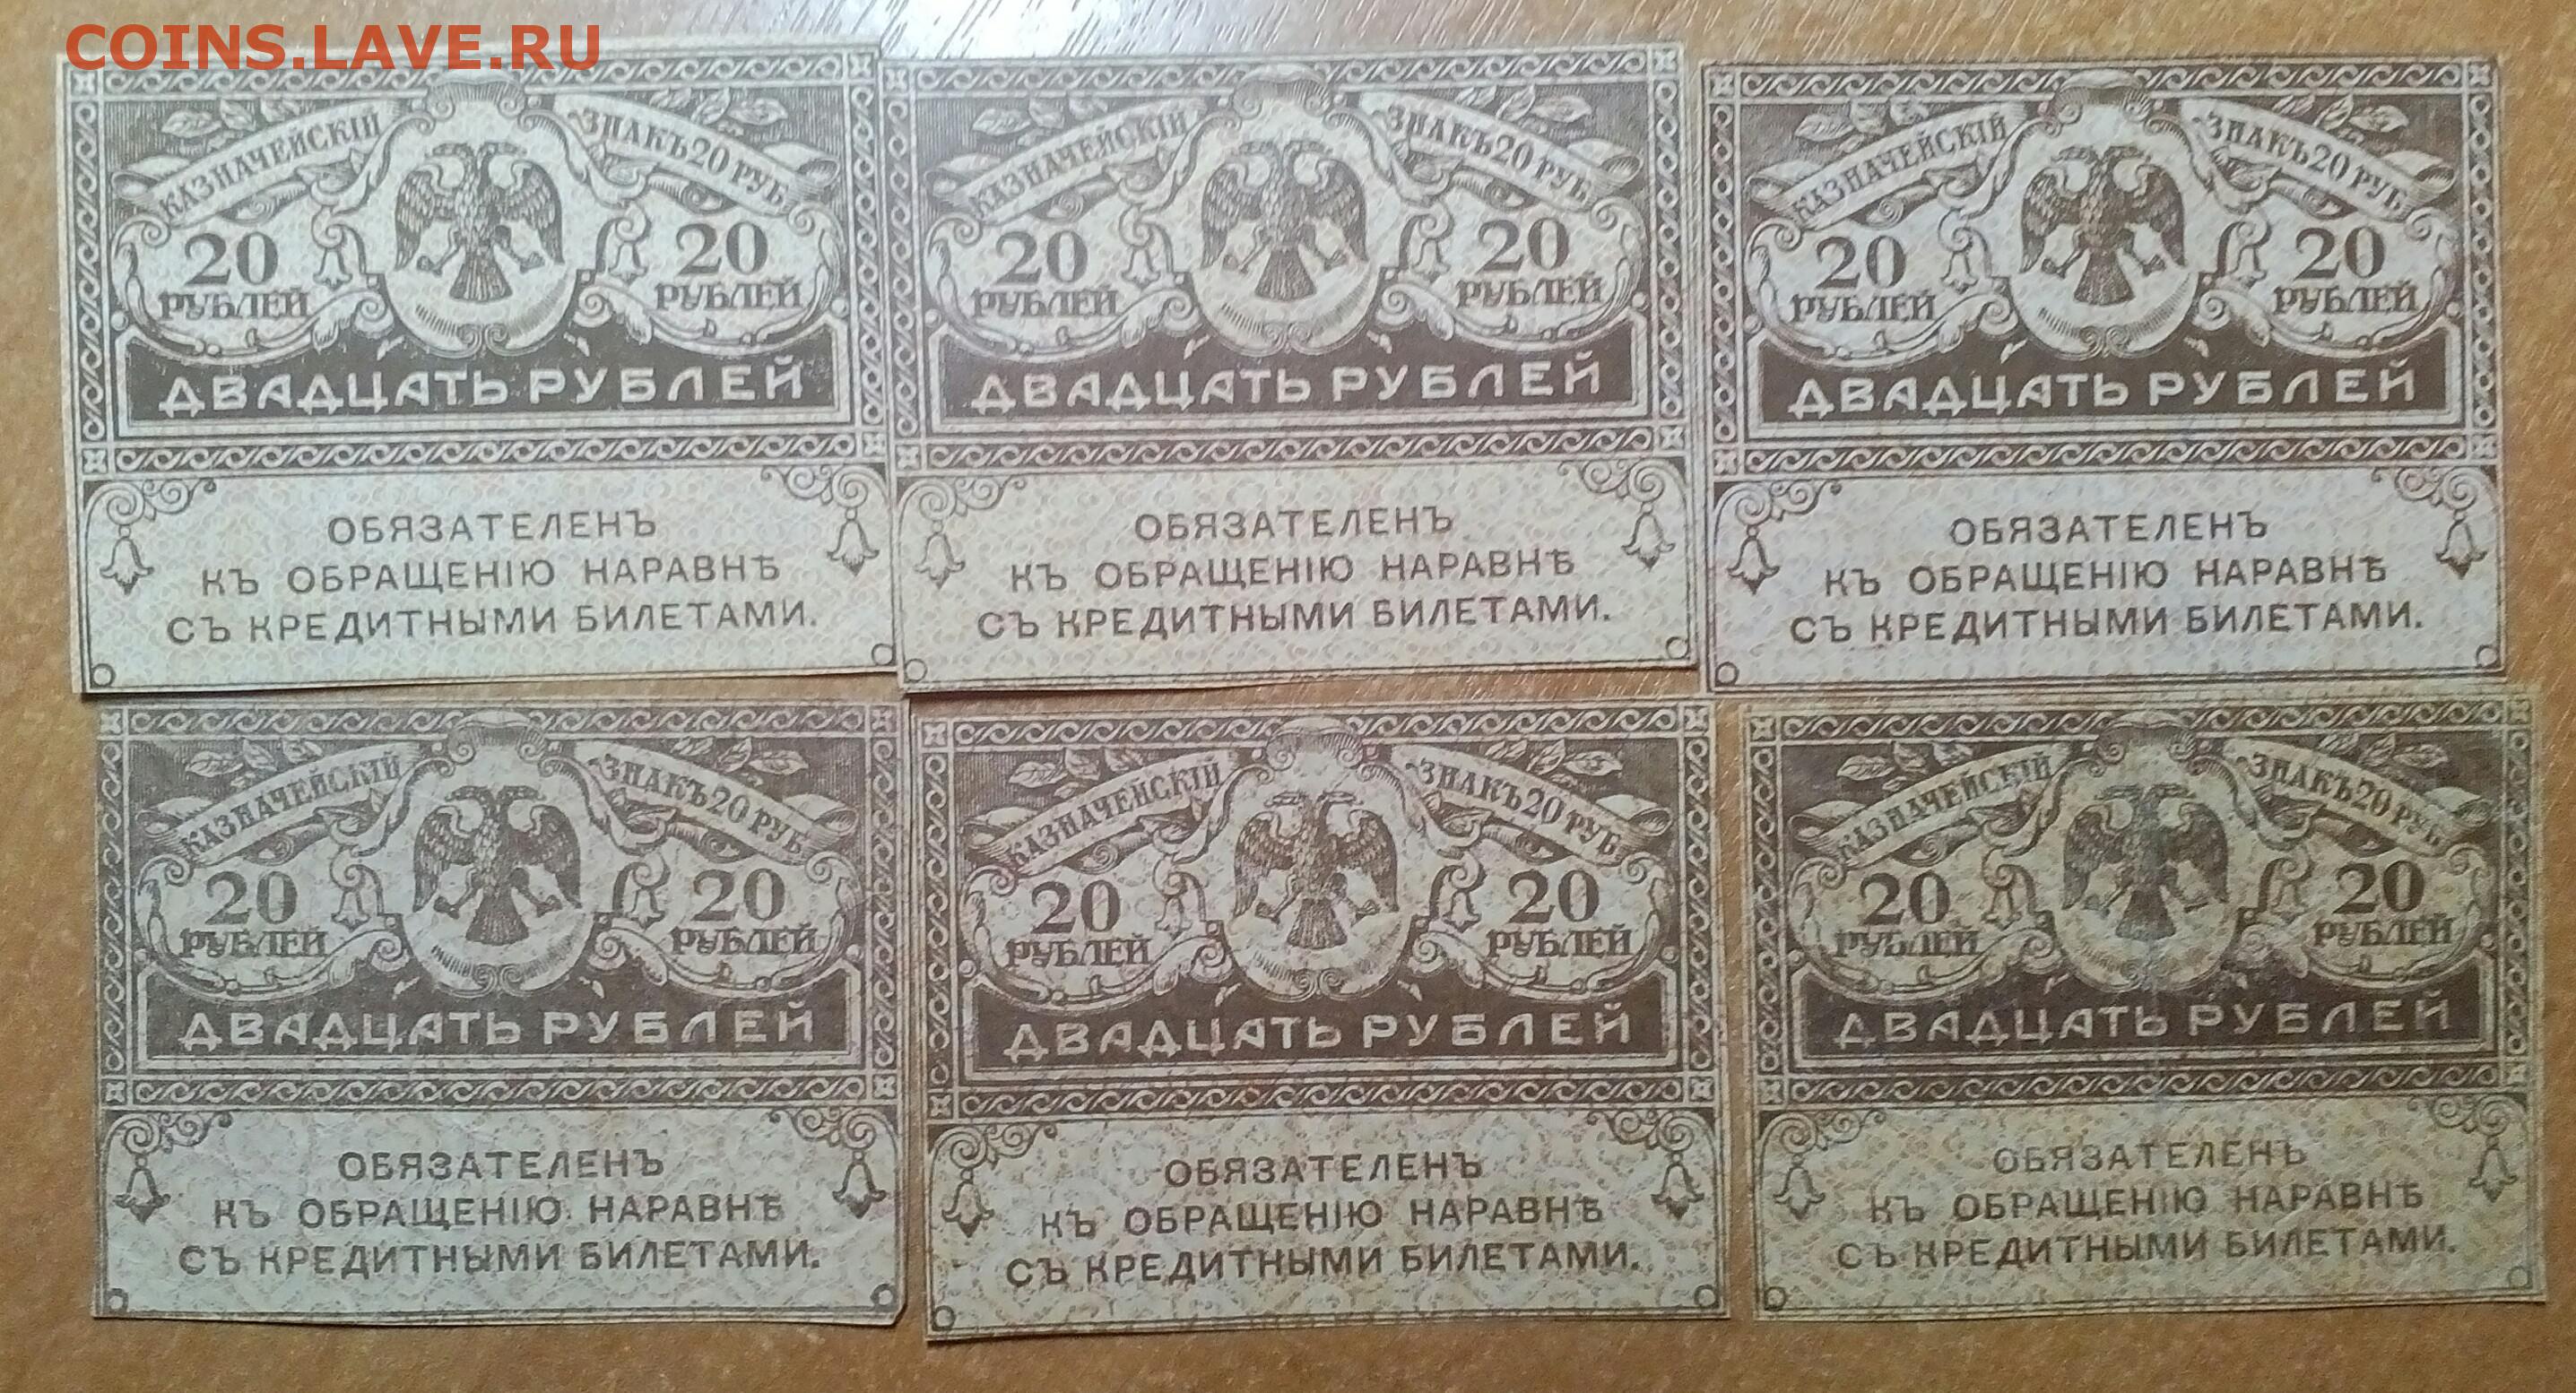 COINS.LAVE.RU
КАЗНАЧЕЙСКІЙ ЗНАКЪ 20 РУБ
20 20
РУБЛЕЙ РУБЛЕЙ
ДВАДЦАТЬ РУБЛЕЙ
ОБЯЗАТЕЛЕНЪ
КЪ ОБРАЩЕНІЮ НАРАВНѢ
СЪ КРЕДИТНЫМИ БИЛЕТАМИ.
КАЗНАЧЕЙСКІЙ ЗНАКЪ 20 РУБ
20 20
РУБЛЕЙ РУБЛЕЙ
ДВАДЦАТЬ РУБЛЕЙ
ОБЯЗАТЕЛЕНЪ
КЪ ОБРАЩЕНІЮ НАРАВНѢ
СЪ КРЕДИТНЫМИ БИЛЕТАМИ.
КАЗНАЧЕЙСКІЙ ЗНАКЪ 20 РУБ
20 20
РУБЛЕЙ РУБЛЕЙ
ДВАДЦАТЬ РУБЛЕЙ
ОБЯЗАТЕЛЕНЪ
КЪ ОБРАЩЕНІЮ НАРАВНѢ
СЪ КРЕДИТНЫМИ БИЛЕТАМИ.
КАЗНАЧЕЙСКІЙ ЗНАКЪ 20 РУБ
20 20
РУБЛЕЙ РУБЛЕЙ
ДВАДЦАТЬ РУБЛЕЙ
ОБЯЗАТЕЛЕНЪ
КЪ ОБРАЩЕНІЮ НАРАВНѢ
СЪ КРЕДИТНЫМИ БИЛЕТАМИ.
КАЗНАЧЕЙСКІЙ ЗНАКЪ 20 РУБ
20 20
РУБЛЕЙ РУБЛЕЙ
ДВАДЦАТЬ РУБЛЕЙ
ОБЯЗАТЕЛЕНЪ
КЪ ОБРАЩЕНІЮ НАРАВНѢ
СЪ КРЕДИТНЫМИ БИЛЕТАМИ.
КАЗНАЧЕЙСКІЙ ЗНАКЪ 20 РУБ
20 20
РУБЛЕЙ РУБЛЕЙ
ДВАДЦАТЬ РУБЛЕЙ
ОБЯЗАТЕЛЕНЪ
КЪ ОБРАЩЕНІЮ НАРАВНѢ
СЪ КРЕДИТНЫМИ БИЛЕТАМИ.